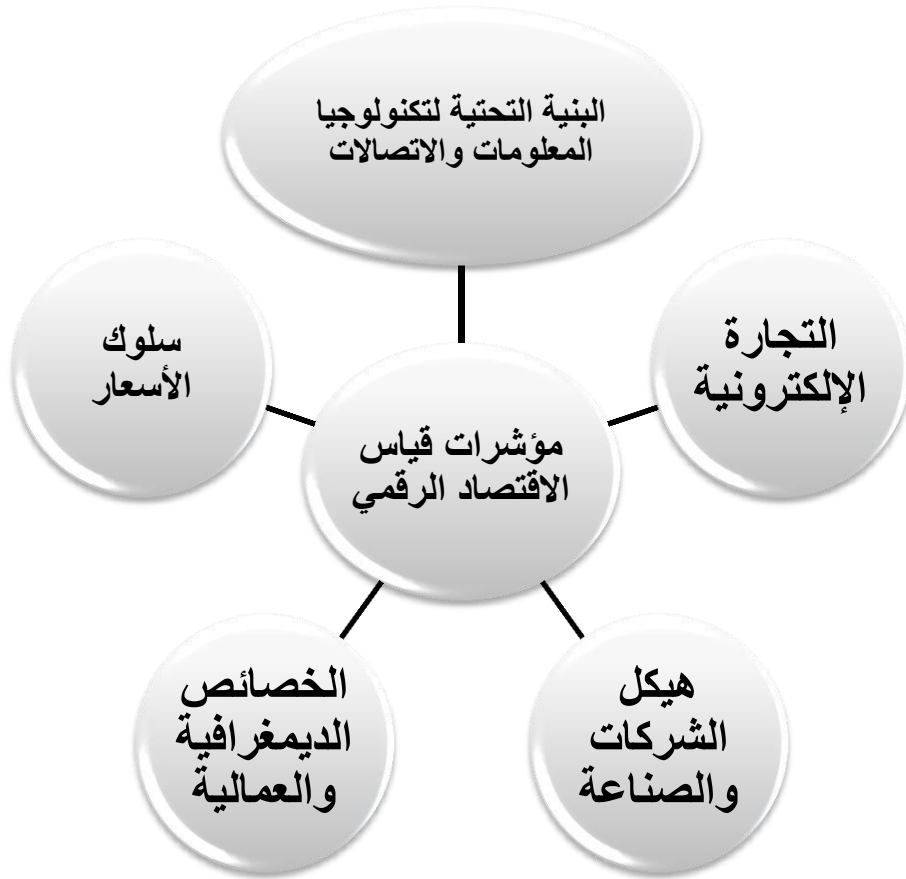 البنية التحتية لتكنولوجيا
المعلومات والاتصالات
التجارة
الإلكترونية
سلوك
الأسعار
مؤشرات قياس
الاقتصاد الرقمي
هيكل
الشركات
والصناعة
الخصائص
الديمغرافية
والعمالية